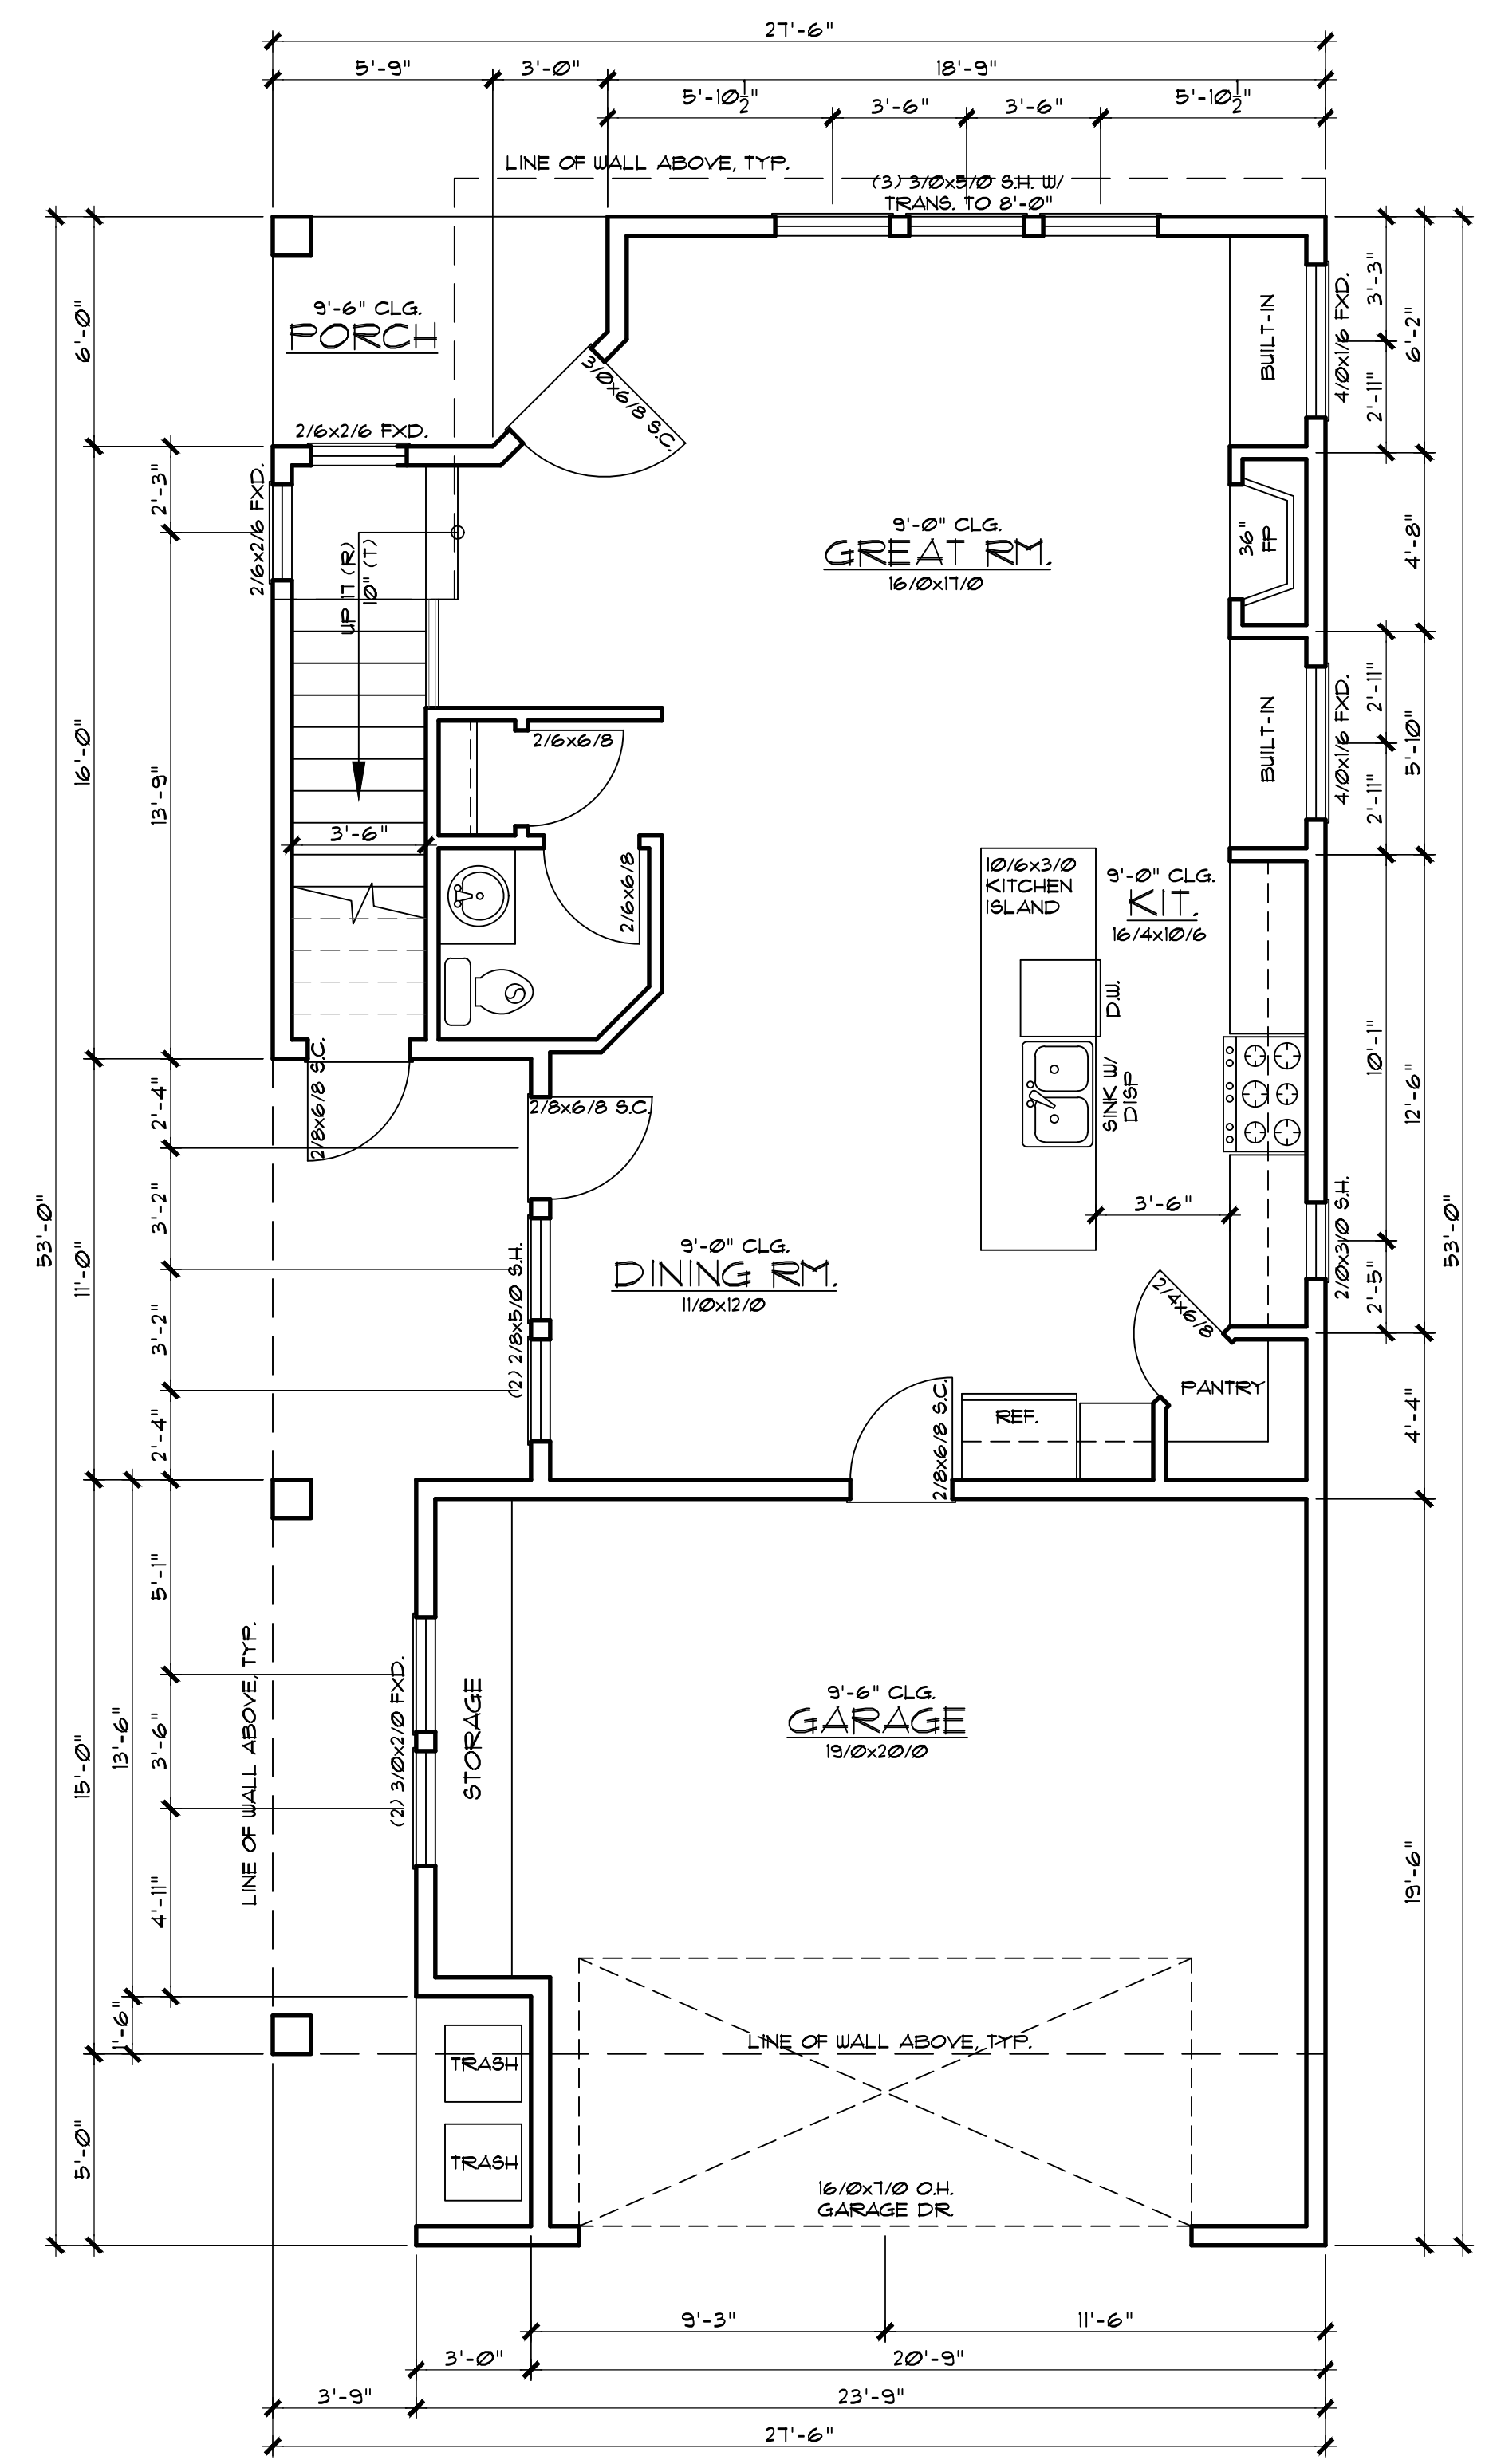 27'-6"
5'-9"
3'-0"
18'-9"
5'-10½"
3'-6"
3'-6"
5'-10½"
LINE OF WALL ABOVE, TYP.
(3) 3/0x5/0 S.H. W/
TRANS. TO 8'-0"
9'-6" CLG.
PORCH
3/0x6/8 S.C.
BUILT-IN
4/0x1/6 FXD.
3'-3"
2'-11"
6'-2"
6'-0"
2/6x2/6 FXD.
2/6x2/6 FXD.
2'-3"
UP 17 (R)
10" (T)
9'-0" CLG.
GREAT RM.
16/0x17/0
36"
FP
4'-8"
16'-0"
13'-9"
2/6x6/8
BUILT-IN
4/0x1/6 FXD.
2'-11"
2'-11"
5'-10"
3'-6"
2/6x6/8
10/6x3/0
KITCHEN
ISLAND
9'-0" CLG.
KIT.
16/4x10/6
D.W.
SINK W/
DISP
10'-1"
12'-6"
2/8x6/8 S.C.
2/8x6/8 S.C.
2'-4"
3'-2"
3'-2"
2'-4"
53'-0"
11'-0"
(2) 2/8x5/0 S.H.
9'-0" CLG.
DINING RM.
11/0x12/0
3'-6"
2/0x3/0 S.H.
2'-5"
53'-0"
2/4x6/8
PANTRY
REF.
2/8x6/8 S.C.
4'-4"
5'-1"
3'-6"
4'-11"
13'-6"
15'-0"
1'-6"
5'-0"
LINE OF WALL ABOVE, TYP.
(2) 3/0x2/0 FXD.
STORAGE
9'-6" CLG.
GARAGE
19/0x20/0
19'-6"
LINE OF WALL ABOVE, TYP.
TRASH
TRASH
16/0x7/0 O.H.
GARAGE DR.
9'-3"
11'-6"
3'-0"
20'-9"
3'-9"
23'-9"
27'-6"